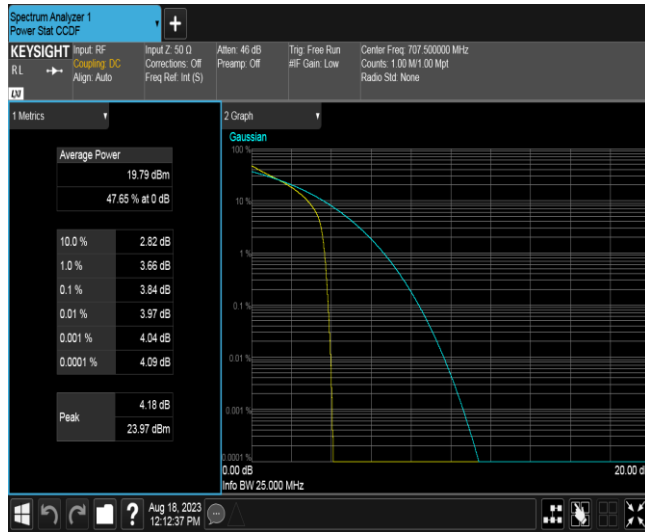 Spectrum Analyzer 1
Power Stat CCDF
+
KEYSIGHT
R L
LXI
Input: RF
Coupling: DC
Align: Auto
Input Z: 50 Ω
Corrections: Off
Freq Ref: Int (S)
Atten: 46 dB
Preamp: Off
Trig: Free Run
#IF Gain: Low
Center Freq: 707.500000 MHz
Counts: 1.00 M/1.00 Mpt
Radio Std: None
1 Metrics
Average Power
19.79 dBm
47.65 % at 0 dB
10.0 % 2.82 dB
1.0 % 3.66 dB
0.1 % 3.84 dB
0.01 % 3.97 dB
0.001 % 4.04 dB
0.0001 % 4.09 dB
Peak
4.18 dB
23.97 dBm
2 Graph
Gaussian
100 %
10 %
1 %
0.1 %
0.01 %
0.001 %
0.0001 %
0.00 dB
20.00 d
Info BW 25.000 MHz
?
Aug 18, 2023
12:12:37 PM